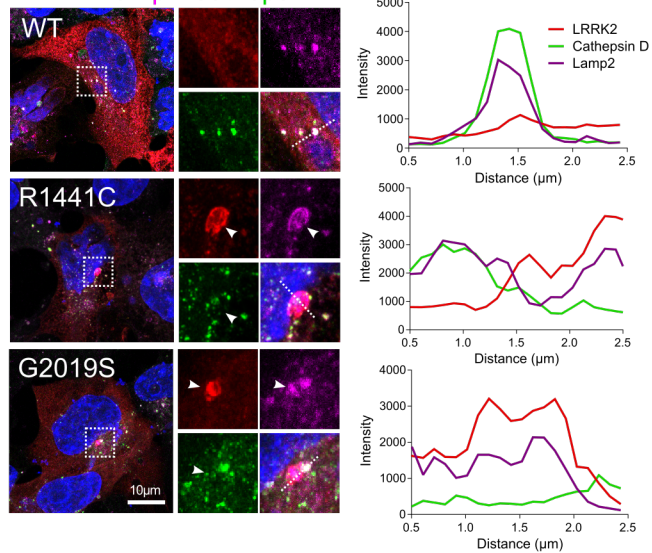 WT
R1441C
G2019S
10μm
5000
4000
3000
2000
1000
0
Intensity
0.5 1.0 1.5 2.0 2.5
Distance (μm)
LRRK2
Cathepsin D
Lamp2
5000
4000
3000
2000
1000
0
Intensity
0.5 1.0 1.5 2.0 2.5
Distance (μm)
4000
3000
2000
1000
0
Intensity
0.5 1.0 1.5 2.0 2.5
Distance (μm)